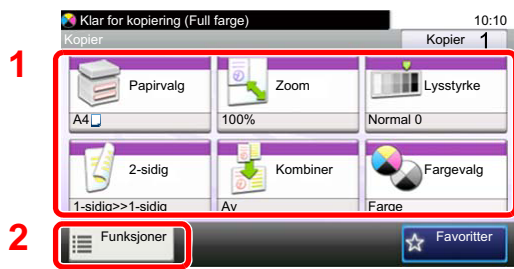 Klar for kopiering (Full farge) 10:10
Kopier Kopier 1
1
Papirvalg Zoom Lysstyrke
A4 100% Normal 0
2-sidig Kombiner Fargevalg
1-sidig>>1-sidig Av Farge
2
Funksjoner Favoritter